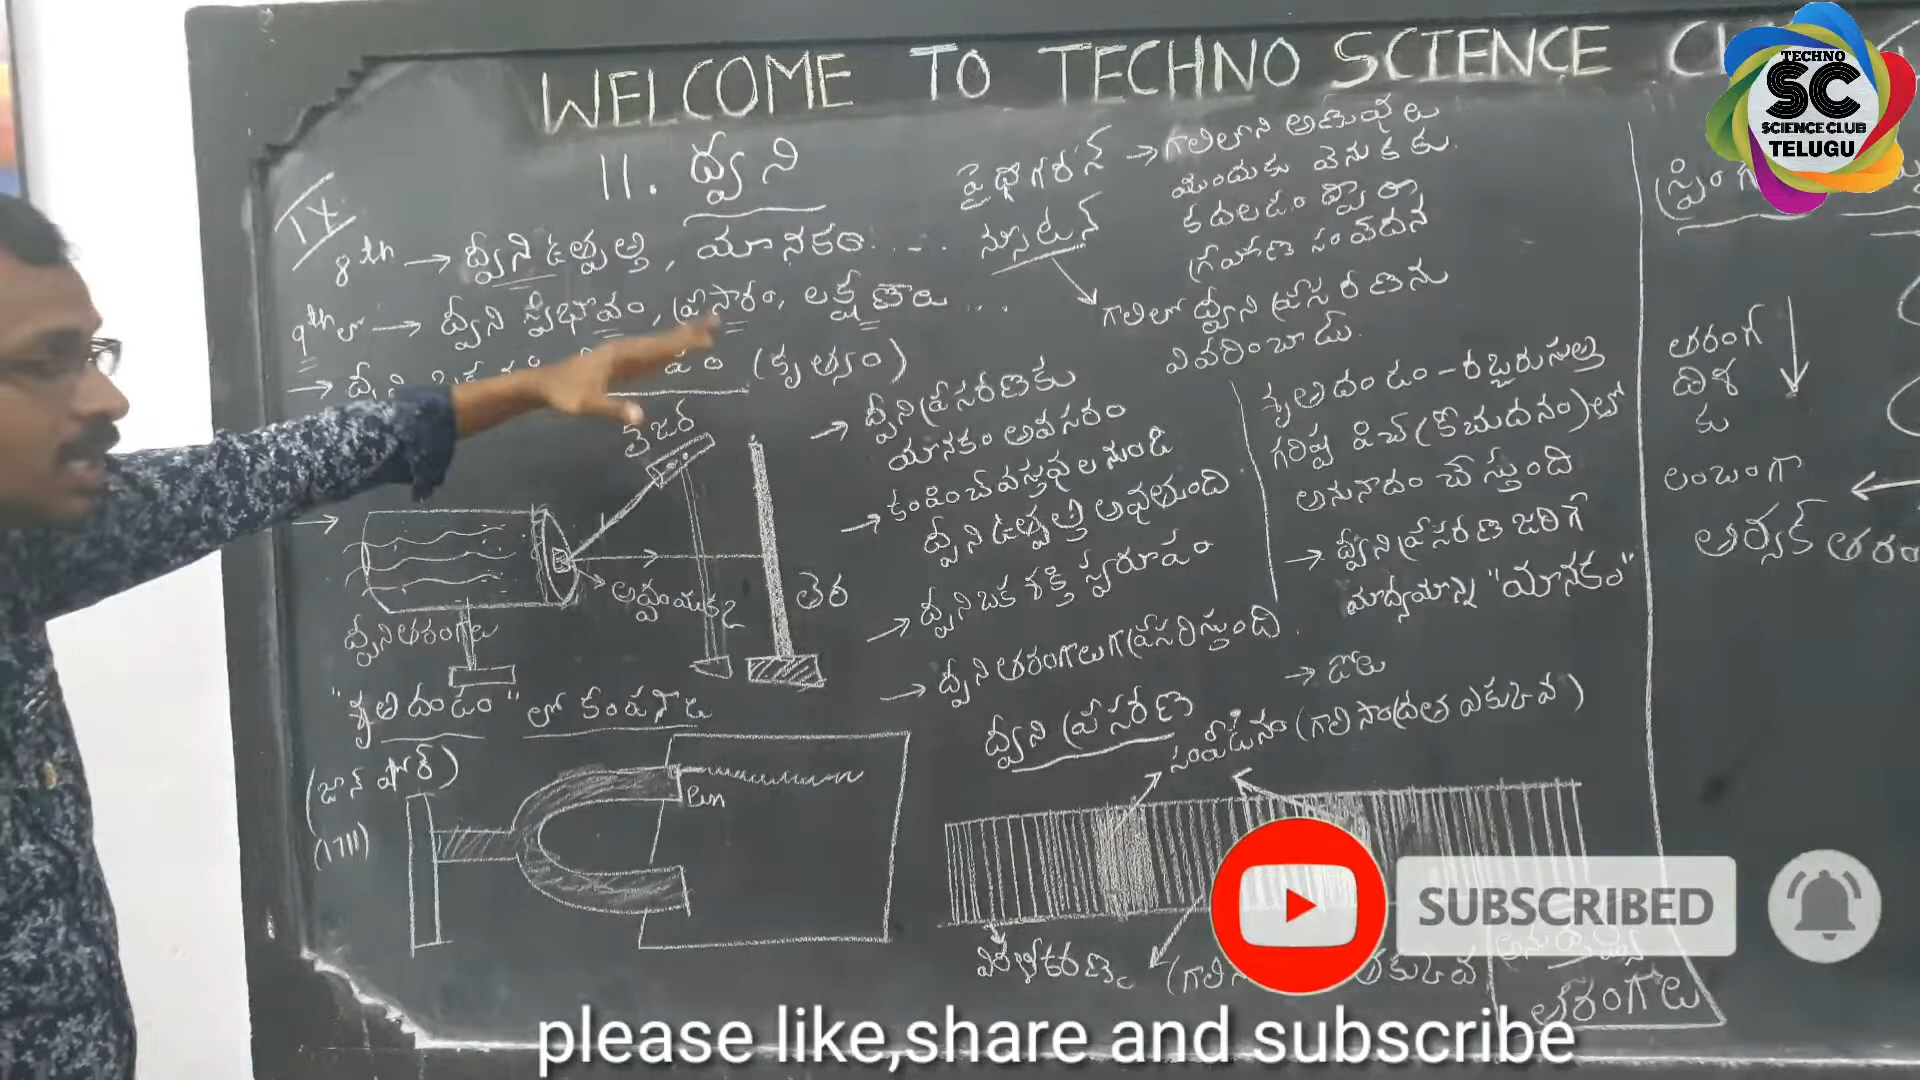 WELCOME TO TECHNO SCIENCE
TECHNO
SC
SCIENCE CLUB
TELUGU
11. ధ్వని
IX
8th → ధ్వని ఉత్పత్తి, యానకం.....
9th లో → ధ్వని స్వభావం, ప్రసారం, లక్షణాలు ...
→ (కృత్యం)
లేజర్
తెర
ధ్వని తరంగాలు
"శృతి దండం" లో కంపనాలు
(జాన్ షోర్)
(1711)
Pin
పైథాగరస్ → గాలిలోని అణువులు
ముందుకు వెనుకకు
కదలడం ద్వారా
గ్రహణ సంవేదన
న్యూటన్
గాలిలో ధ్వని ప్రసరణను
వివరించాడు.
→ ధ్వని ప్రసరణకు
యానకం అవసరం
→ కంపించే వస్తువుల నుండి
ధ్వని ఉత్పత్తి అవుతుంది
→ ధ్వని ఒక శక్తి స్వరూపం
→ ధ్వని తరంగాలుగా ప్రసరిస్తుంది.
శృతిదండం - రబ్బరు సుత్తి
గరిష్ఠ పిచ్ (కీచుదనం) లో
అనునాదం చేస్తుంది
→ ధ్వని ప్రసరణ జరిగే
మాధ్యమాన్ని "యానకం"
→ డోలు
ధ్వని ప్రసరణ
సంపీడనం (గాలి సాంద్రత ఎక్కువ)
విరళీకరణం
తరంగాలు
తరంగ
దిశ
కు
లంబంగా
SUBSCRIBED
please like,share and subscribe